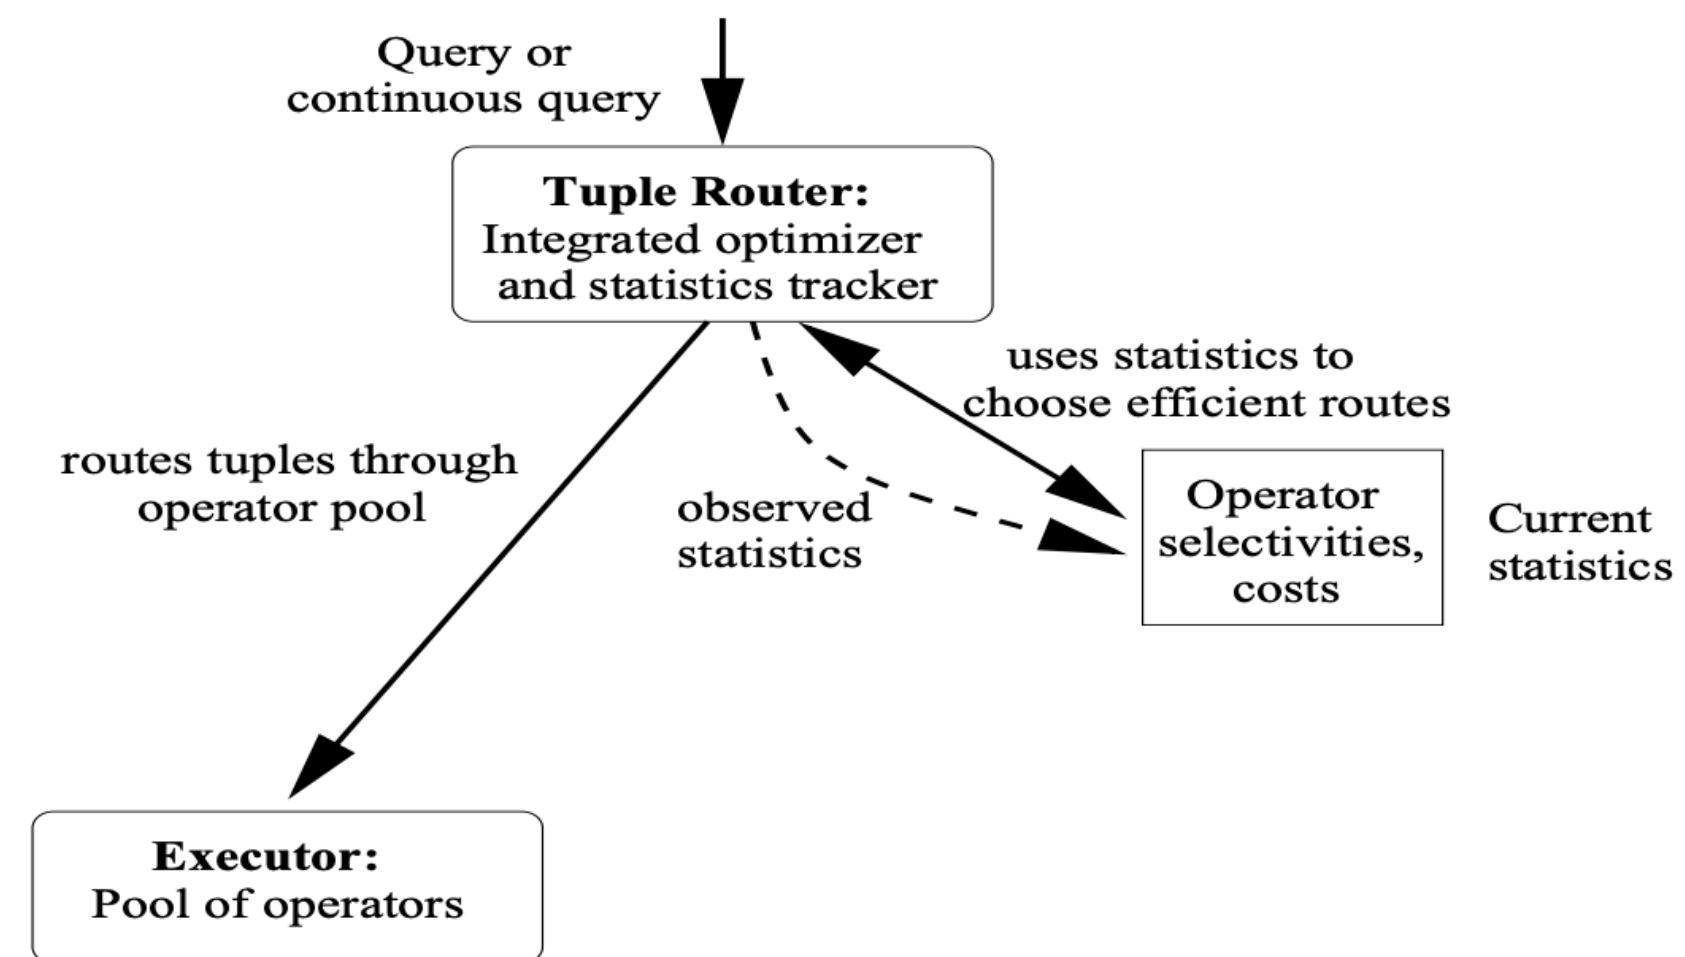 Query or
continuous query
Tuple Router:
Integrated optimizer
and statistics tracker
uses statistics to
choose efficient routes
routes tuples through
operator pool
observed
statistics
Operator
selectivities,
costs
Current
statistics
Executor:
Pool of operators